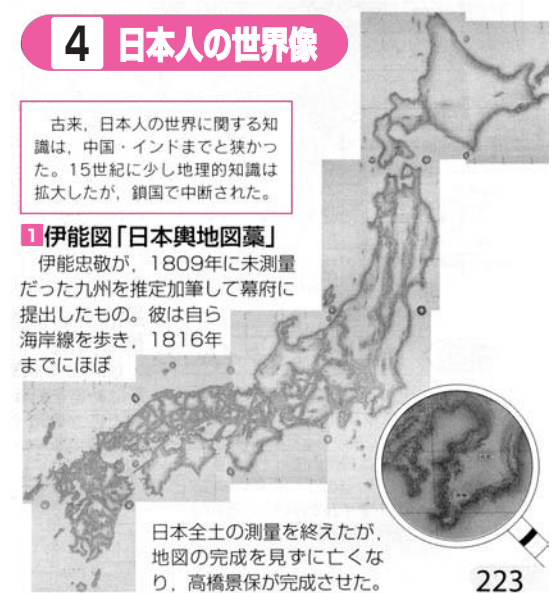 4 日本人の世界像
古来，日本人の世界に関する知
識は，中国・インドまでと狭かっ
た。15世紀に少し地理的知識は
拡大したが，鎖国で中断された。
1 伊能図「日本輿地図藁」
伊能忠敬が，1809年に未測量
だった九州を推定加筆して幕府に
提出したもの。彼は自ら
海岸線を歩き，1816年
までにほぼ
日本全土の測量を終えたが，
地図の完成を見ずに亡くな
り，高橋景保が完成させた。
223